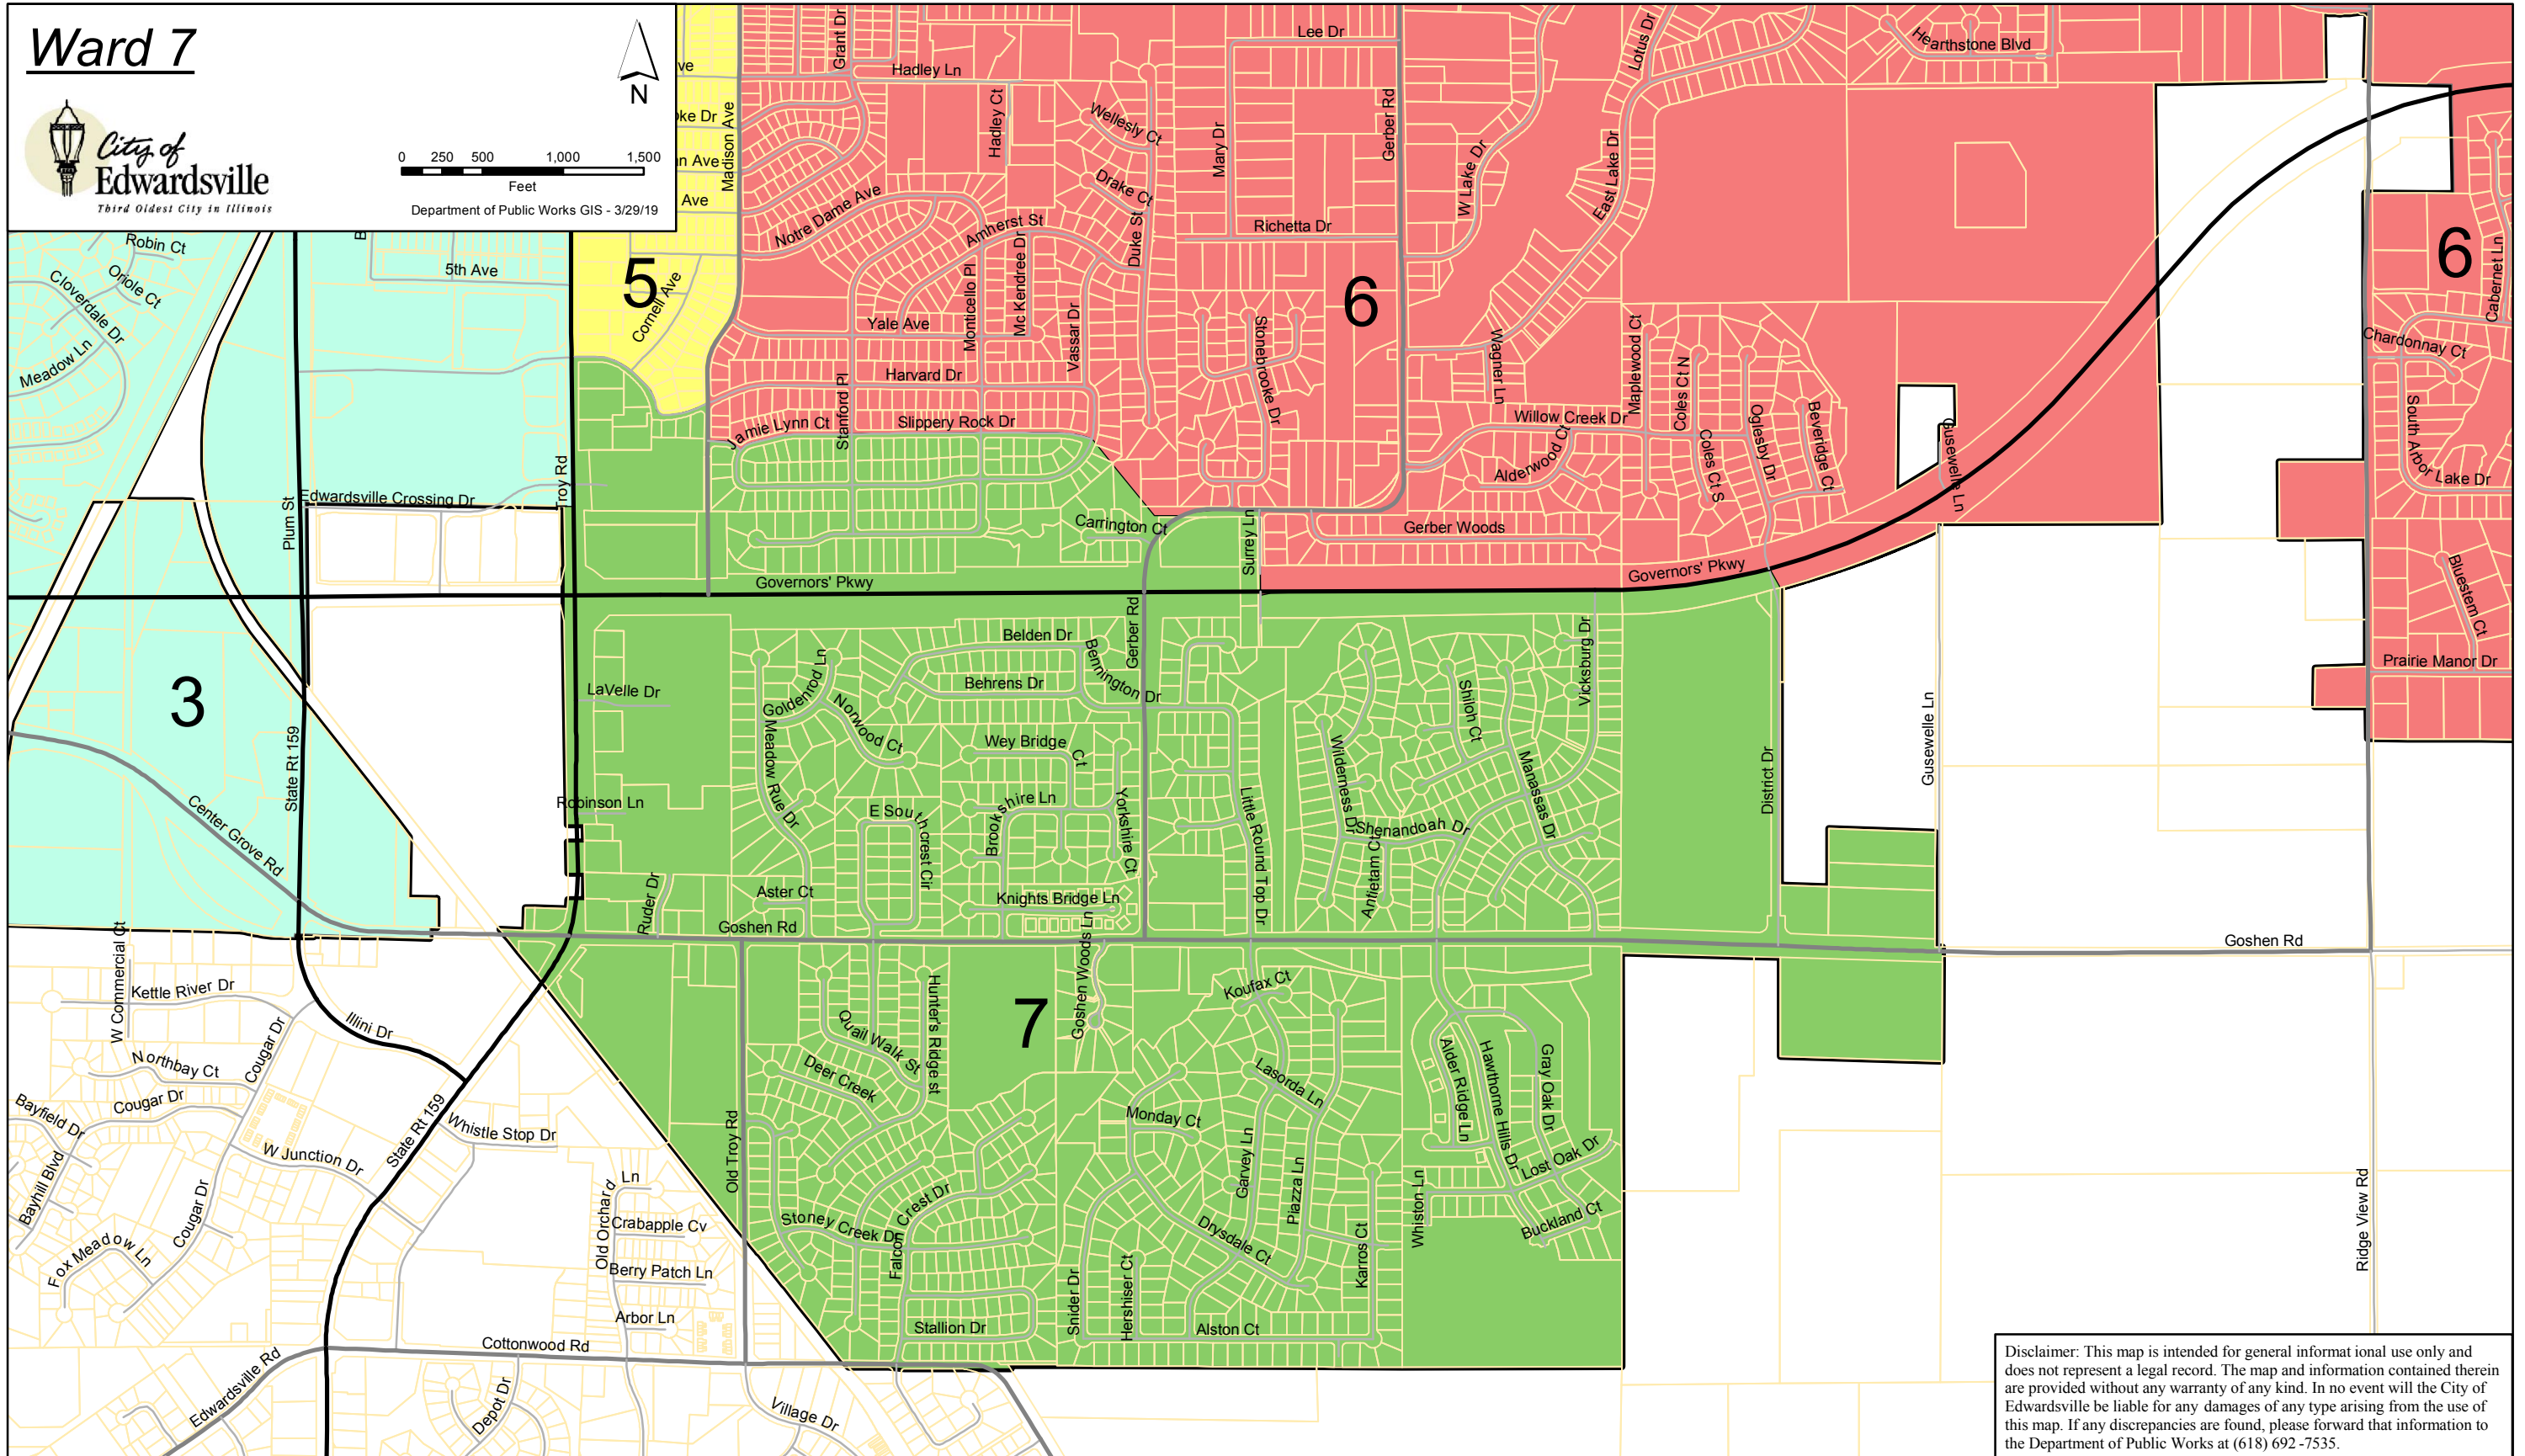 Ward 7
N
City of
Edwardsville
Third Oldest City in Illinois
0 250 500 1,000 1,500
Feet
Department of Public Works GIS - 3/29/19
ve
oke Dr
n Ave
Ave
Madison Ave
Grant Dr
Hadley Ln
Hadley Ct
Wellesly Ct
Drake Ct
Duke St
Mary Dr
Lee Dr
Gerber Rd
Richetta Dr
W Lake Dr
East Lake Dr
Lotus Dr
Hearthstone Blvd
Notre Dame Ave
Amherst St
Mc Kendree Dr
Monticello Pl
Vassar Dr
Yale Ave
Harvard Dr
Stanford Pl
Jamie Lynn Ct
Slippery Rock Dr
Stonebrooke Dr
Wagner Ln
Maplewood Ct
Coles Ct N
Coles Ct S
Oglesby Dr
Beveridge Ct
Willow Creek Dr
Alderwood Ct
Gusewelle Ln
6
6
Cabernet Ln
Chardonnay Ct
South Arbor Lake Dr
Bluestem Ct
Prairie Manor Dr
Robin Ct
Oriole Ct
Cloverdale Dr
Meadow Ln
B
5th Ave
5
Cornell Ave
Plum St
Edwardsville Crossing Dr
Troy Rd
Carrington Ct
Surrey Ln
Gerber Woods
Governors' Pkwy
Governors' Pkwy
3
LaVelle Dr
Belden Dr
Bennington Dr
Gerber Rd
Behrens Dr
Goldenrod Ln
Norwood Ct
Meadow Rue Dr
Wey Bridge Ct
Shiloh Ct
Vicksburg Dr
Wilderness Dr
Manassas Dr
Gusewelle Ln
District Dr
State Rt 159
Center Grove Rd
Robinson Ln
E Southcrest Cir
Brookshire Ln
Yorkshire Ct
Little Round Top Dr
Shenandoah Dr
Antietam Ct
Ruder Dr
Aster Ct
Knights Bridge Ln
Goshen Rd
Goshen Rd
W Commercial Ct
Kettle River Dr
Illini Dr
Cougar Dr
Northbay Ct
Cougar Dr
Bayfield Dr
Bayhill Blvd
W Junction Dr
State Rt 159
Whistle Stop Dr
Cougar Dr
Fox Meadow Ln
Old Orchard Ln
Crabapple Cv
Berry Patch Ln
Arbor Ln
Cottonwood Rd
Edwardsville Rd
Depot Dr
Village Dr
Old Troy Rd
Quail Walk St
Hunter's Ridge st
Deer Creek
7
Goshen Woods Ln
Koufax Ct
Lasorda Ln
Monday Ct
Garvey Ln
Piazza Ln
Alder Ridge Ln
Hawthorne Hills Dr
Gray Oak Dr
Lost Oak Dr
Whiston Ln
Buckland Ct
Stoney Creek Dr
Falcon Crest Dr
Drysdale Ct
Karros Ct
Snider Dr
Hershiser Ct
Stallion Dr
Alston Ct
Ridge View Rd
Disclaimer: This map is intended for general informat ional use only and
does not represent a legal record. The map and information contained therein
are provided without any warranty of any kind. In no event will the City of
Edwardsville be liable for any damages of any type arising from the use of
this map. If any discrepancies are found, please forward that information to
the Department of Public Works at (618) 692 -7535.